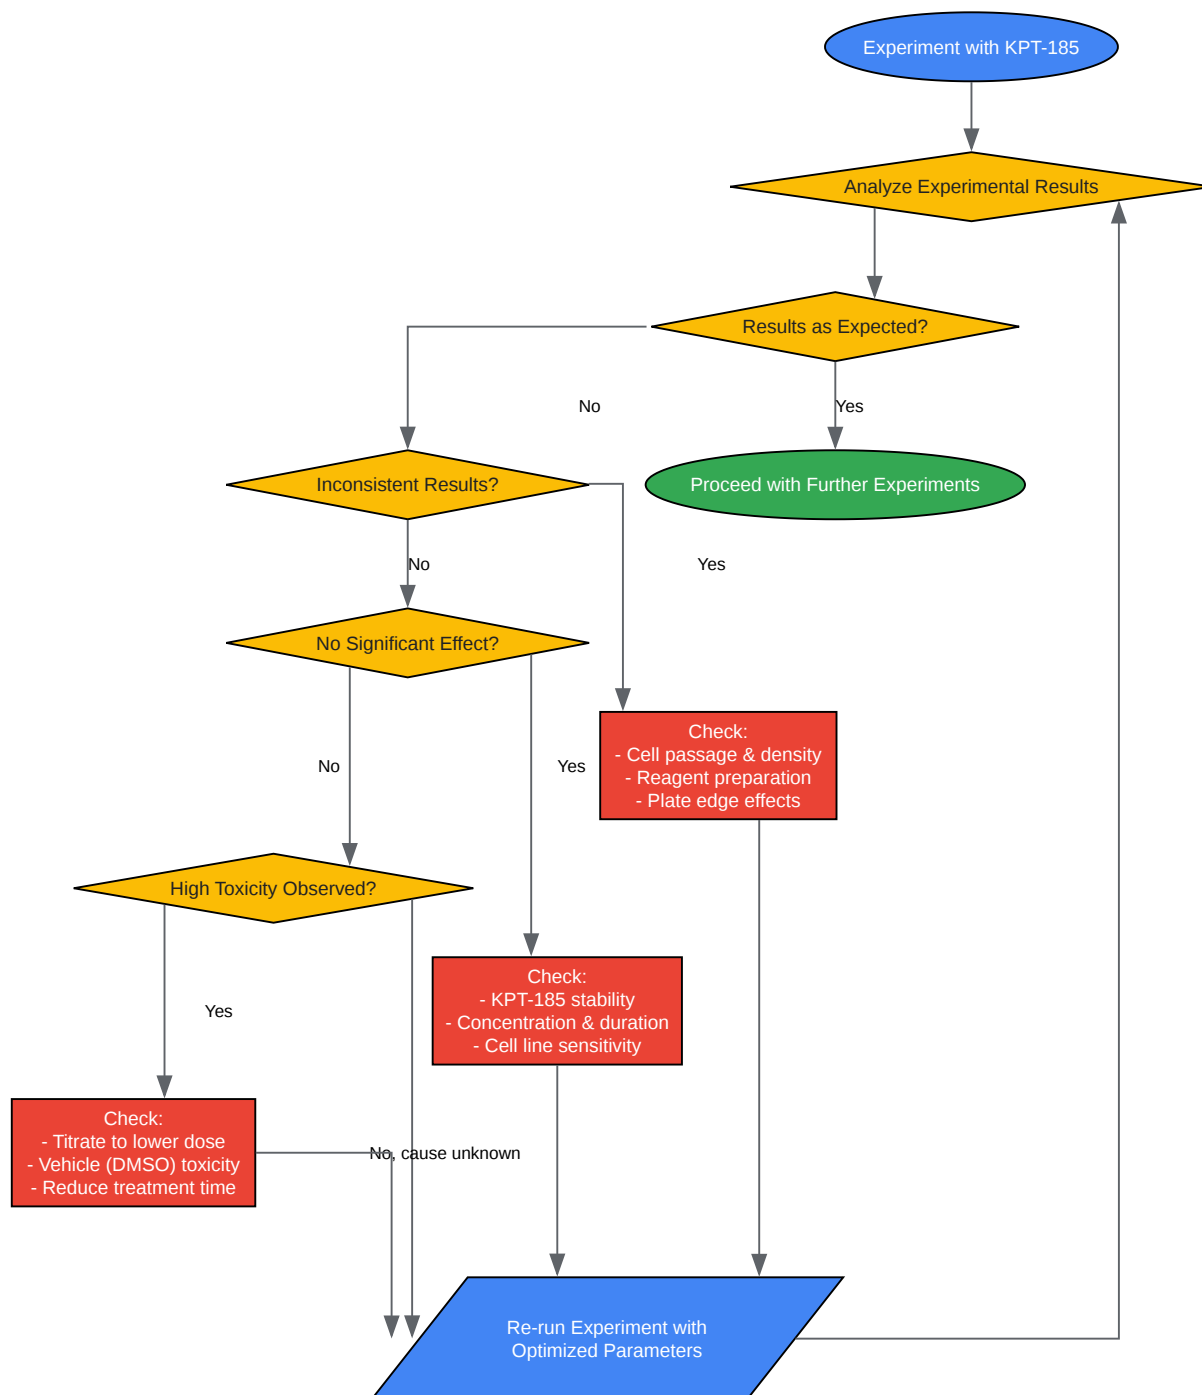 Experiment with KPT-185
Analyze Experimental Results
Results as Expected?
No
Yes
Inconsistent Results?
Proceed with Further Experiments
No
Yes
No Significant Effect?
Check:
- Cell passage & density
- Reagent preparation
- Plate edge effects
No
Yes
High Toxicity Observed?
Check:
- KPT-185 stability
- Concentration & duration
- Cell line sensitivity
Yes
Check:
- Titrate to lower dose
- Vehicle (DMSO) toxicity
- Reduce treatment time
No, cause unknown
Re-run Experiment with
Optimized Parameters